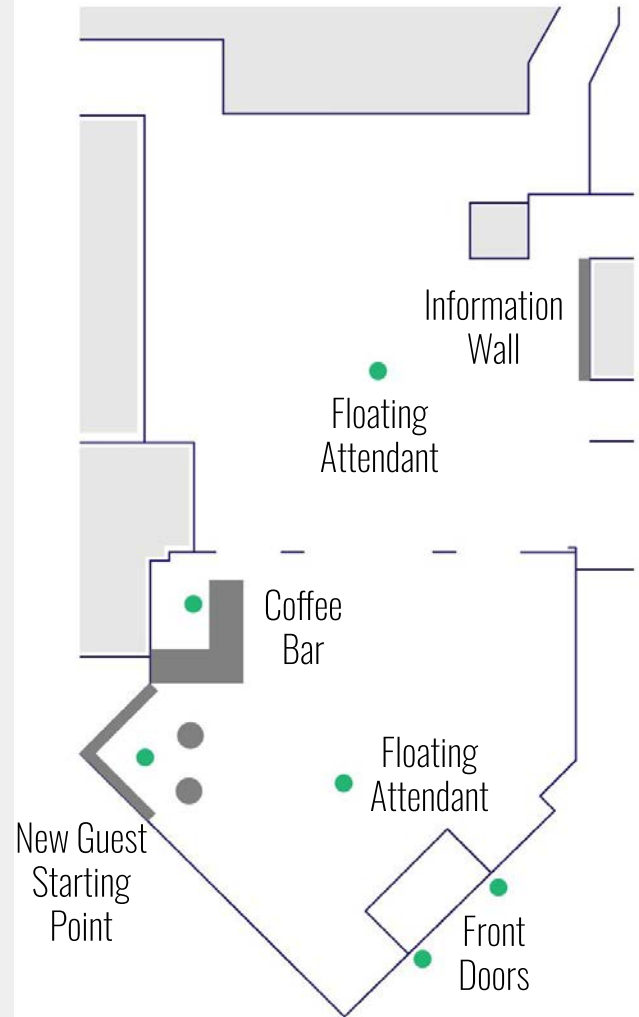 Information
Wall
Floating
Attendant
Coffee
Bar
Floating
Attendant
New Guest
Starting
Point
Front
Doors